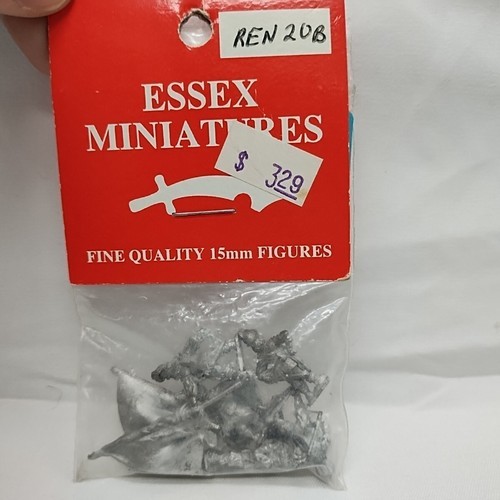 REN 20B
ESSEX
MINIATURES
$ 329
FINE QUALITY 15mm FIGURES